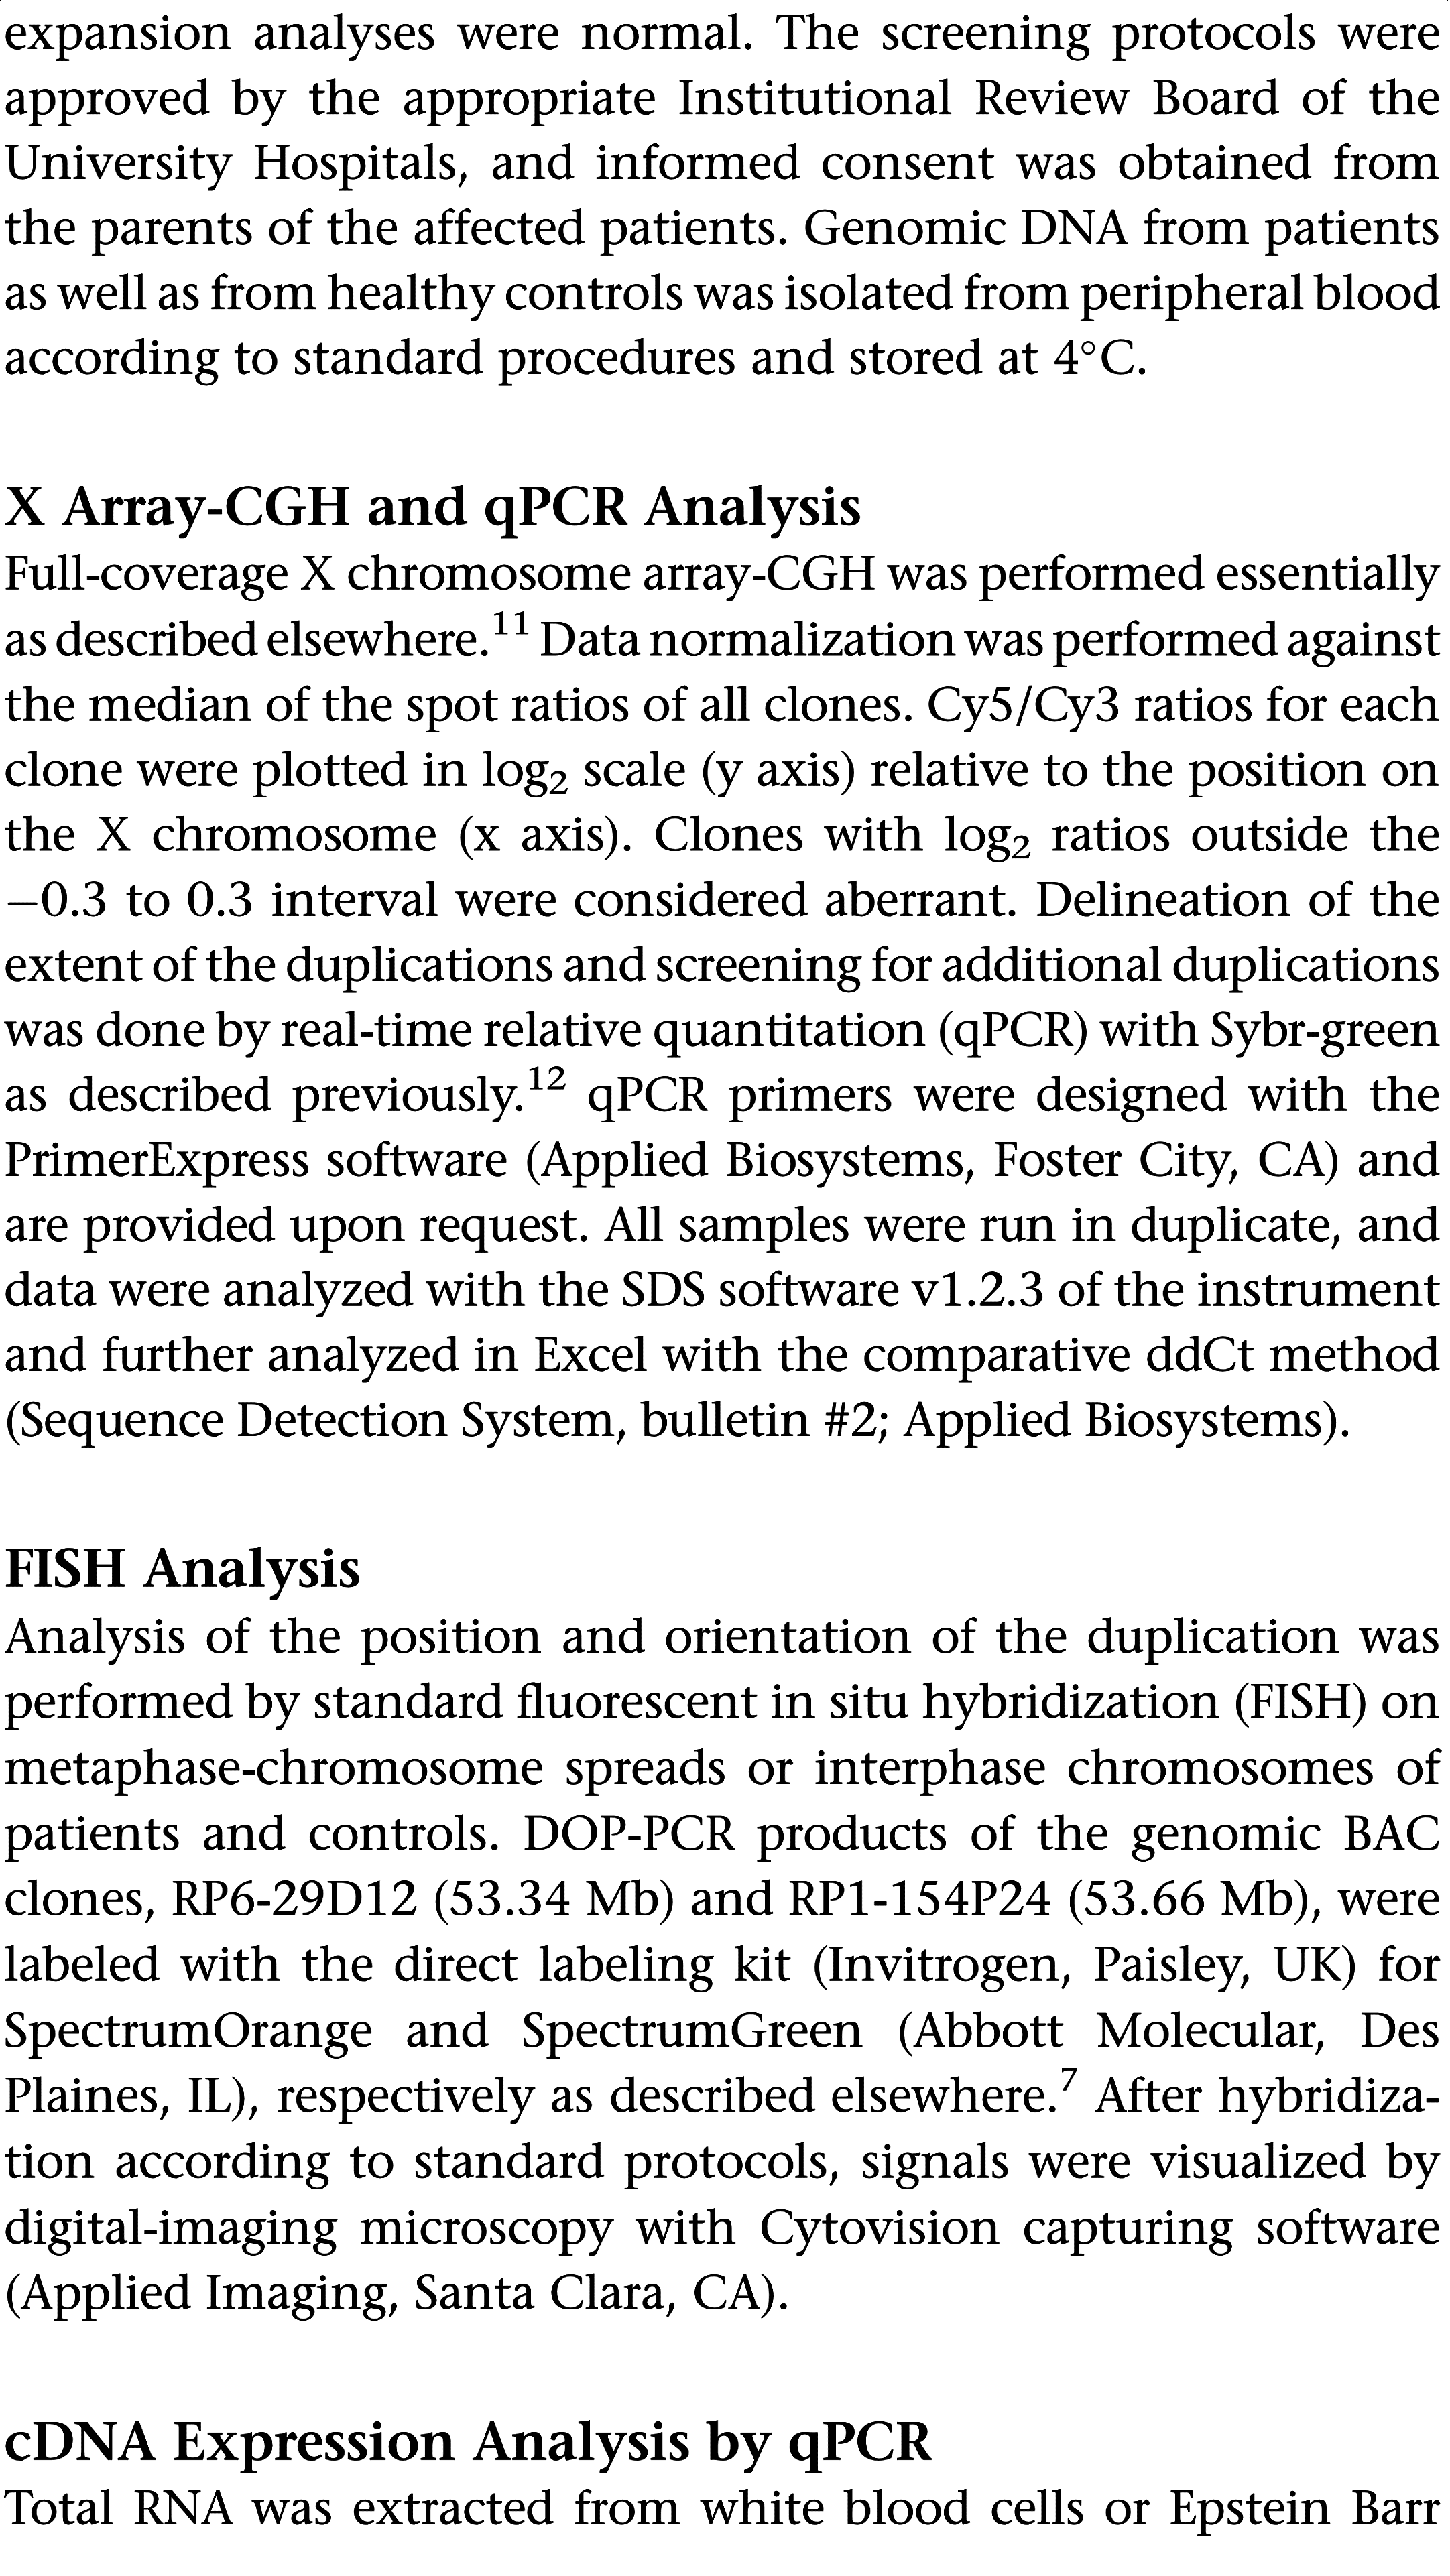 expansion analyses were normal. The screening protocols were
approved by the appropriate Institutional Review Board of the
University Hospitals, and informed consent was obtained from
the parents of the affected patients. Genomic DNA from patients
as well as from healthy controls was isolated from peripheral blood
according to standard procedures and stored at 4°C.
X Array-CGH and qPCR Analysis
Full-coverage X chromosome array-CGH was performed essentially
as described elsewhere.¹¹ Data normalization was performed against
the median of the spot ratios of all clones. Cy5/Cy3 ratios for each
clone were plotted in log₂ scale (y axis) relative to the position on
the X chromosome (x axis). Clones with log₂ ratios outside the
−0.3 to 0.3 interval were considered aberrant. Delineation of the
extent of the duplications and screening for additional duplications
was done by real-time relative quantitation (qPCR) with Sybr-green
as described previously.¹² qPCR primers were designed with the
PrimerExpress software (Applied Biosystems, Foster City, CA) and
are provided upon request. All samples were run in duplicate, and
data were analyzed with the SDS software v1.2.3 of the instrument
and further analyzed in Excel with the comparative ddCt method
(Sequence Detection System, bulletin #2; Applied Biosystems).
FISH Analysis
Analysis of the position and orientation of the duplication was
performed by standard fluorescent in situ hybridization (FISH) on
metaphase-chromosome spreads or interphase chromosomes of
patients and controls. DOP-PCR products of the genomic BAC
clones, RP6-29D12 (53.34 Mb) and RP1-154P24 (53.66 Mb), were
labeled with the direct labeling kit (Invitrogen, Paisley, UK) for
SpectrumOrange and SpectrumGreen (Abbott Molecular, Des
Plaines, IL), respectively as described elsewhere.⁷ After hybridiza-
tion according to standard protocols, signals were visualized by
digital-imaging microscopy with Cytovision capturing software
(Applied Imaging, Santa Clara, CA).
cDNA Expression Analysis by qPCR
Total RNA was extracted from white blood cells or Epstein Barr